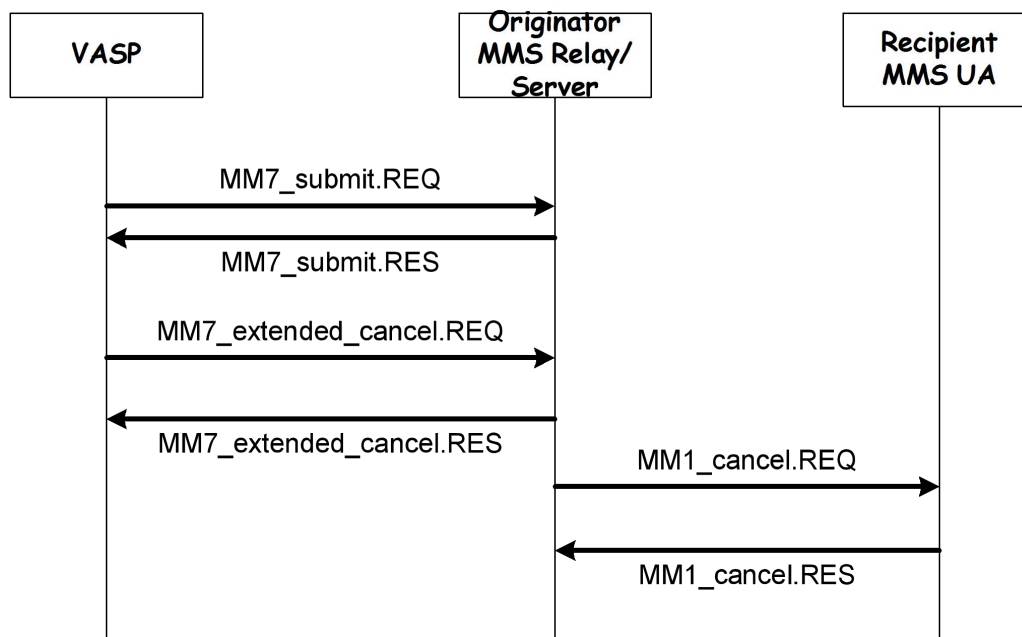 VASP
Originator
MMS Relay/
Server
Recipient
MMS UA
MM7_submit.REQ
MM7_submit.RES
MM7_extended_cancel.REQ
MM7_extended_cancel.RES
MM1_cancel.REQ
MM1_cancel.RES